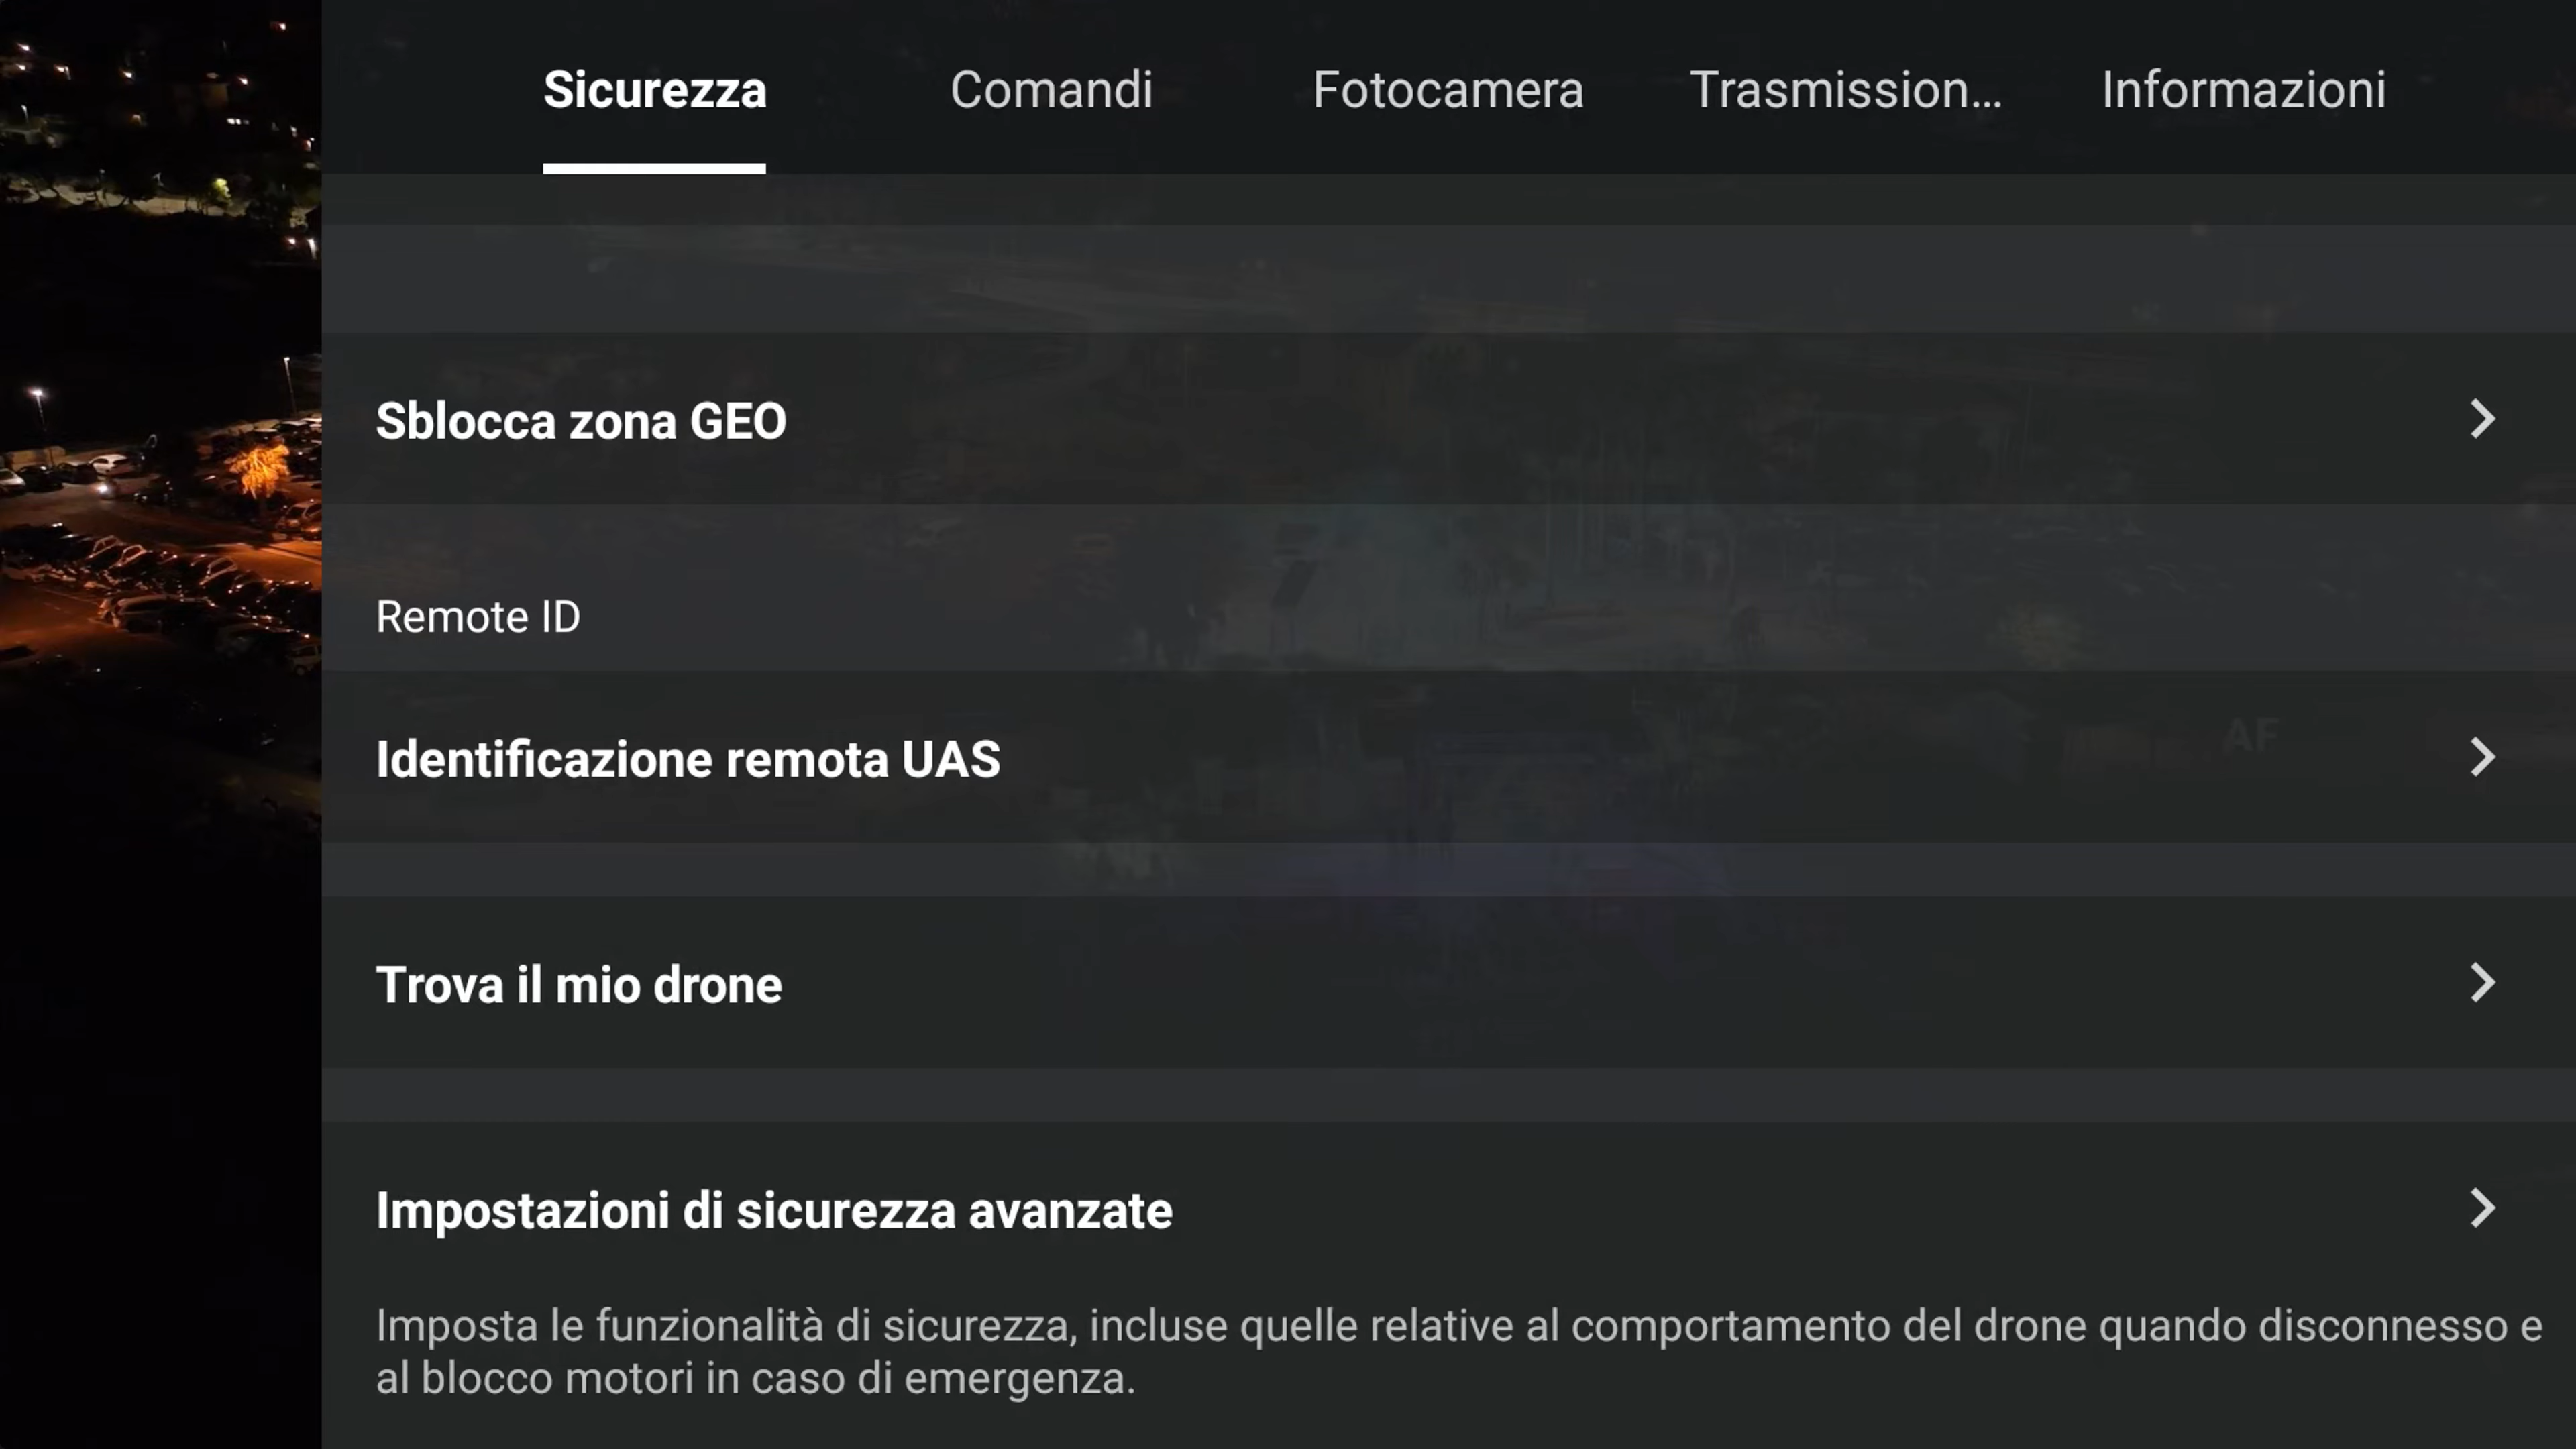 Sicurezza
Comandi
Fotocamera
Trasmission...
Informazioni
Sblocca zona GEO
Remote ID
Identificazione remota UAS
AF
Trova il mio drone
Impostazioni di sicurezza avanzate
Imposta le funzionalità di sicurezza, incluse quelle relative al comportamento del drone quando disconnesso e
al blocco motori in caso di emergenza.